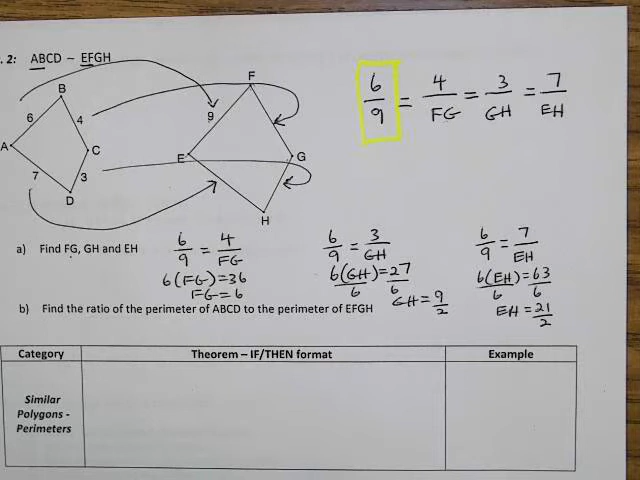 . 2: ABCD ~ EFGH
6/9 = 4/FG = 3/GH = 7/EH
B
F
6
4
9
A
C
E
G
7
3
D
H
a) Find FG, GH and EH
6/9 = 4/FG
6(FG)=36
FG=6
6/9 = 3/GH
6(GH)/6=27/6
GH=9/2
6/9=7/EH
6(EH)/6=63/6
EH=21/2
b) Find the ratio of the perimeter of ABCD to the perimeter of EFGH
Category Theorem – IF/THEN format Example
Similar
Polygons -
Perimeters